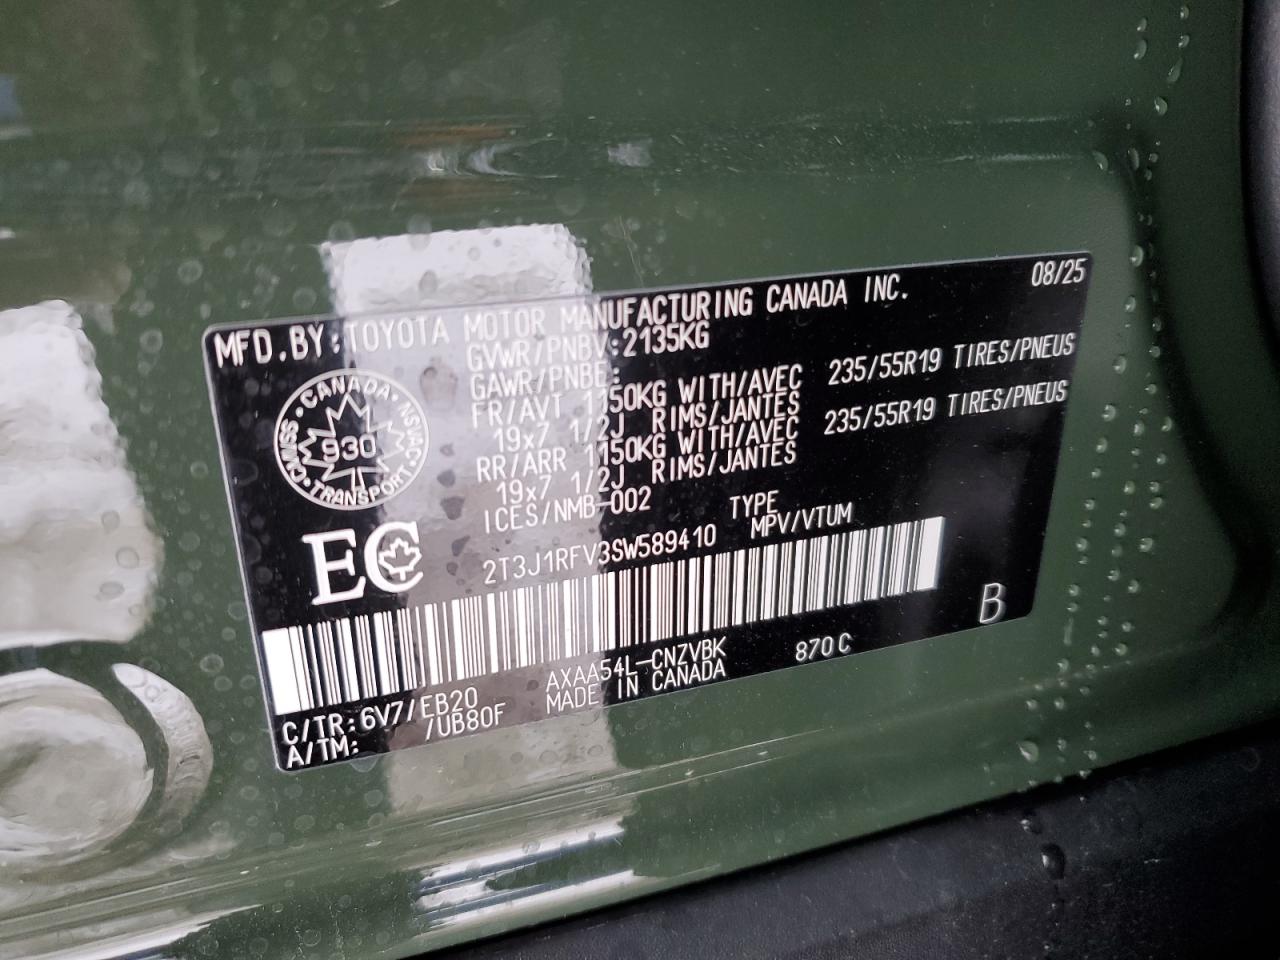 MFD.BY:TOYOTA MOTOR MANUFACTURING CANADA INC. 08/25
GVWR/PNBV:2135KG
GAWR/PNBE:
FR/AVT 1150KG WITH/AVEC 235/55R19 TIRES/PNEUS
19x7 1/2J RIMS/JANTES
RR/ARR 1150KG WITH/AVEC 235/55R19 TIRES/PNEUS
19x7 1/2J RIMS/JANTES
ICES/NMB-002 TYPE
MPV/VTUM
CANADA
NSVAC
930
CMVSS
TRANSPORT
EC
2T3J1RFV3SW589410
B
C/TR:6V7/EB20 AXAA54L-CNZVBK 870C
A/TM: /UB80F MADE IN CANADA